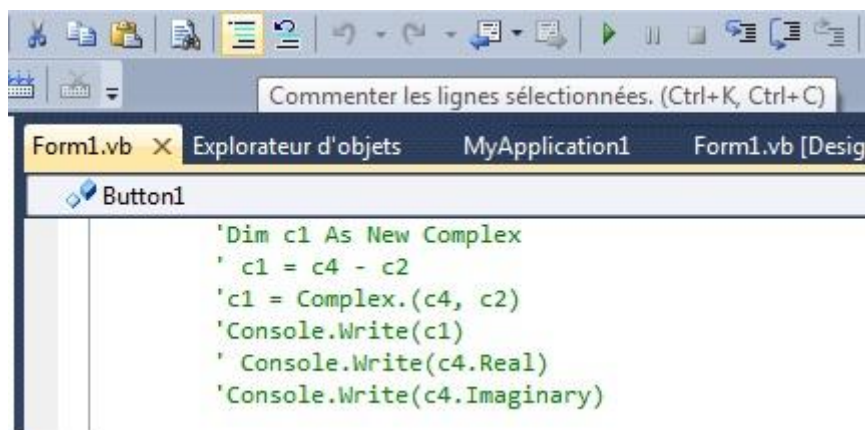 Commenter les lignes sélectionnées. (Ctrl+K, Ctrl+C)
Form1.vb Explorateur d'objets MyApplication1 Form1.vb [Desig
Button1
'Dim c1 As New Complex
' c1 = c4 - c2
'c1 = Complex.(c4, c2)
'Console.Write(c1)
' Console.Write(c4.Real)
'Console.Write(c4.Imaginary)